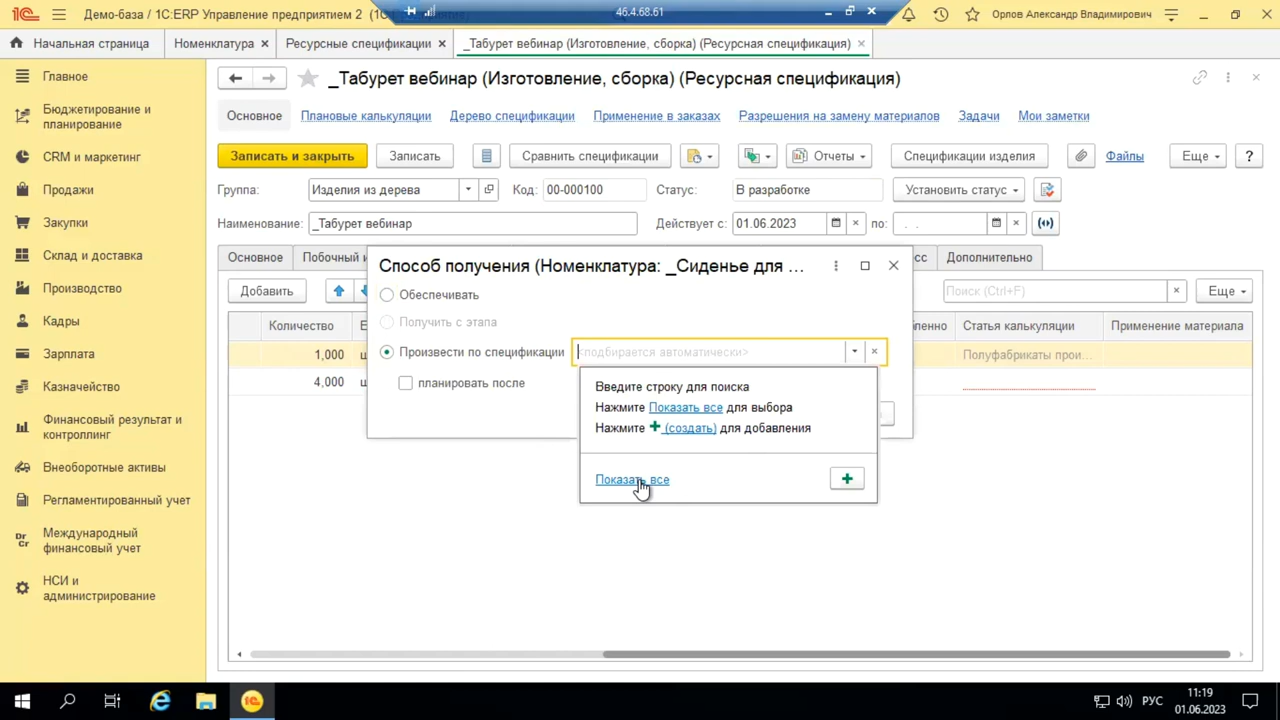 Демо-база / 1С:ERP Управление предприятием 2 (1С:
46.4.68.61
Орлов Александр Владимирович
Начальная страница
Номенклатура ×
Ресурсные спецификации ×
_Табурет вебинар (Изготовление, сборка) (Ресурсная спецификация) ×
Главное
Бюджетирование и
планирование
CRM и маркетинг
Продажи
Закупки
Склад и доставка
Производство
Кадры
Зарплата
Казначейство
Финансовый результат и
контроллинг
Внеоборотные активы
Регламентированный учет
Международный
финансовый учет
НСИ и
администрирование
_Табурет вебинар (Изготовление, сборка) (Ресурсная спецификация)
Основное Плановые калькуляции Дерево спецификации Применение в заказах Разрешения на замену материалов Задачи Мои заметки
Записать и закрыть Записать Сравнить спецификации Отчеты Спецификации изделия Файлы Еще ?
Группа: Изделия из дерева Код: 00-000100 Статус: В разработке Установить статус
Наименование: _Табурет вебинар Действует с: 01.06.2023 по: . .
Основное Побочный и сс Дополнительно
Добавить Поиск (Ctrl+F) × Еще
Количество Е блено Статья калькуляции Применение материала
1,000 ш Полуфабрикаты прои...
4,000 ш
Способ получения (Номенклатура: _Сиденье для ...
Обеспечивать
Получить с этапа
Произвести по спецификации <подбирается автоматически>
планировать после
Введите строку для поиска
Нажмите Показать все для выбора
Нажмите + (создать) для добавления
Показать все +
РУС
11:19
01.06.2023